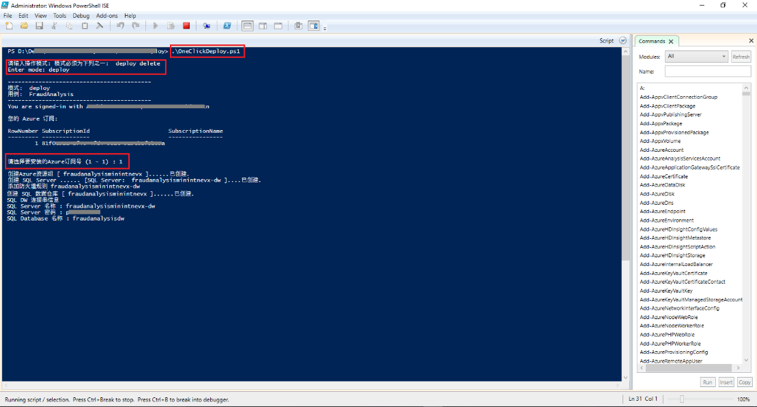 Administrator: Windows PowerShell ISE
File Edit View Tools Debug Add-ons Help
Script
PS D:\De .\OneClickDeploy.ps1
请输入操作模式: 模式必须为下列之一: deploy delete
Enter mode: deploy
模式: deploy
用例: FraudAnalysis
You are signed-in with
您的 Azure 订阅:
RowNumber SubscriptionId SubscriptionName
1 81f0
请选择要安装的Azure订阅号 (1 - 1) : 1
创建Azure资源组 [ fraudanalysisminintnevx ]......已创建.
创建 SQL Server ...... [SQL Server: fraudanalysisminintnevx-dw ]....已创建.
添加防火墙规则 fraudanalysisminintnevx-dw
创建 SQL 数据仓库 [ fraudanalysisminintnevx ]......已创建.
SQL DW 连接串信息
SQL Server 名称 : fraudanalysisminintnevx-dw
SQL Server 密码 : p
SQL Database 名称 : fraudanalysisdw
Commands X
Modules: All Refresh
Name:
A:
Add-AppvClientConnectionGroup
Add-AppvClientPackage
Add-AppvPublishingServer
Add-AppxPackage
Add-AppxProvisionedPackage
Add-AppxVolume
Add-AzureAccount
Add-AzureAnalysisServicesAccount
Add-AzureApplicationGatewaySslCertificate
Add-AzureCertificate
Add-AzureDataDisk
Add-AzureDisk
Add-AzureDns
Add-AzureEndpoint
Add-AzureEnvironment
Add-AzureHDInsightConfigValues
Add-AzureHDInsightMetastore
Add-AzureHDInsightScriptAction
Add-AzureHDInsightStorage
Add-AzureInternalLoadBalancer
Add-AzureKeyVaultCertificate
Add-AzureKeyVaultCertificateContact
Add-AzureKeyVaultKey
Add-AzureKeyVaultManagedStorageAccount
Add-AzureNetworkInterfaceConfig
Add-AzureNodeWebRole
Add-AzureNodeWorkerRole
Add-AzurePHPWebRole
Add-AzurePHPWorkerRole
Add-AzureProvisioningConfig
Add-AzureRemoteAppUser
Run Insert Copy
Running script / selection. Press Ctrl+Break to stop. Press Ctrl+B to break into debugger.
Ln 31 Col 1
100%